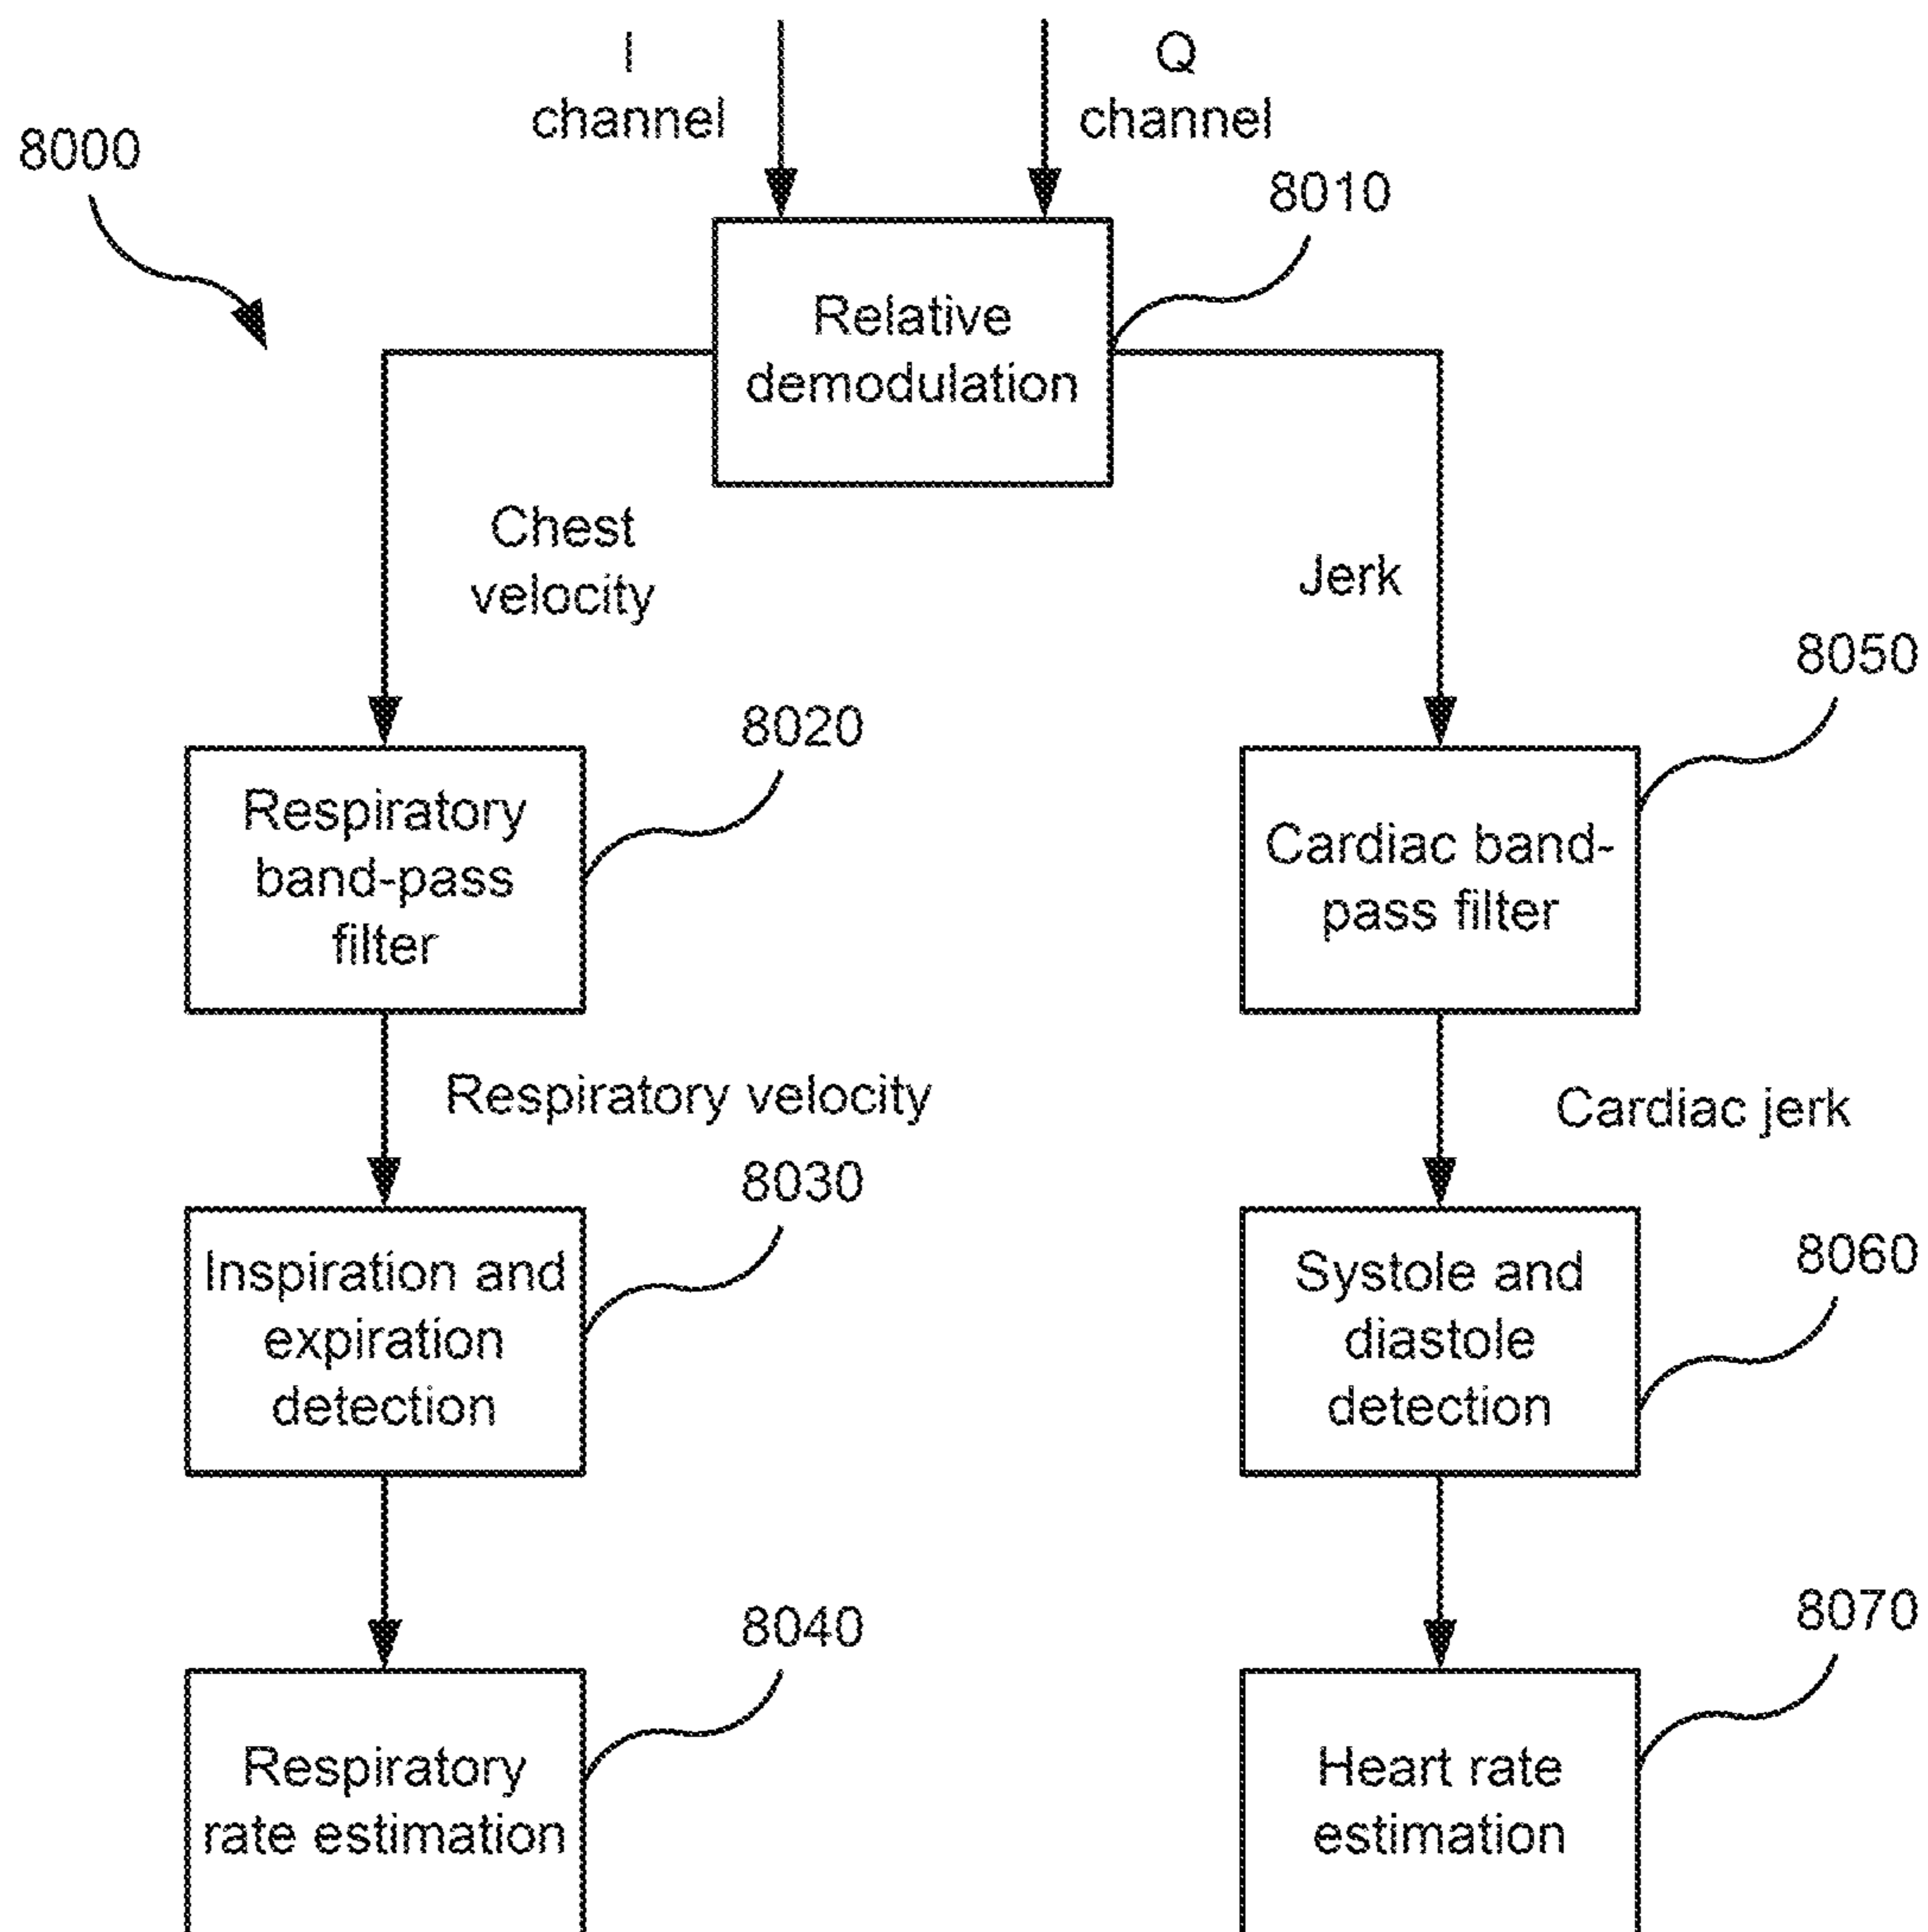 I
channel
Q
channel
8000
8010
Relative
demodulation
Chest
velocity
Jerk
8050
8020
Respiratory
band-pass
filter
Cardiac band-
pass filter
Respiratory velocity
Cardiac jerk
8030
8060
Inspiration and
expiration
detection
Systole and
diastole
detection
8040
8070
Respiratory
rate estimation
Heart rate
estimation